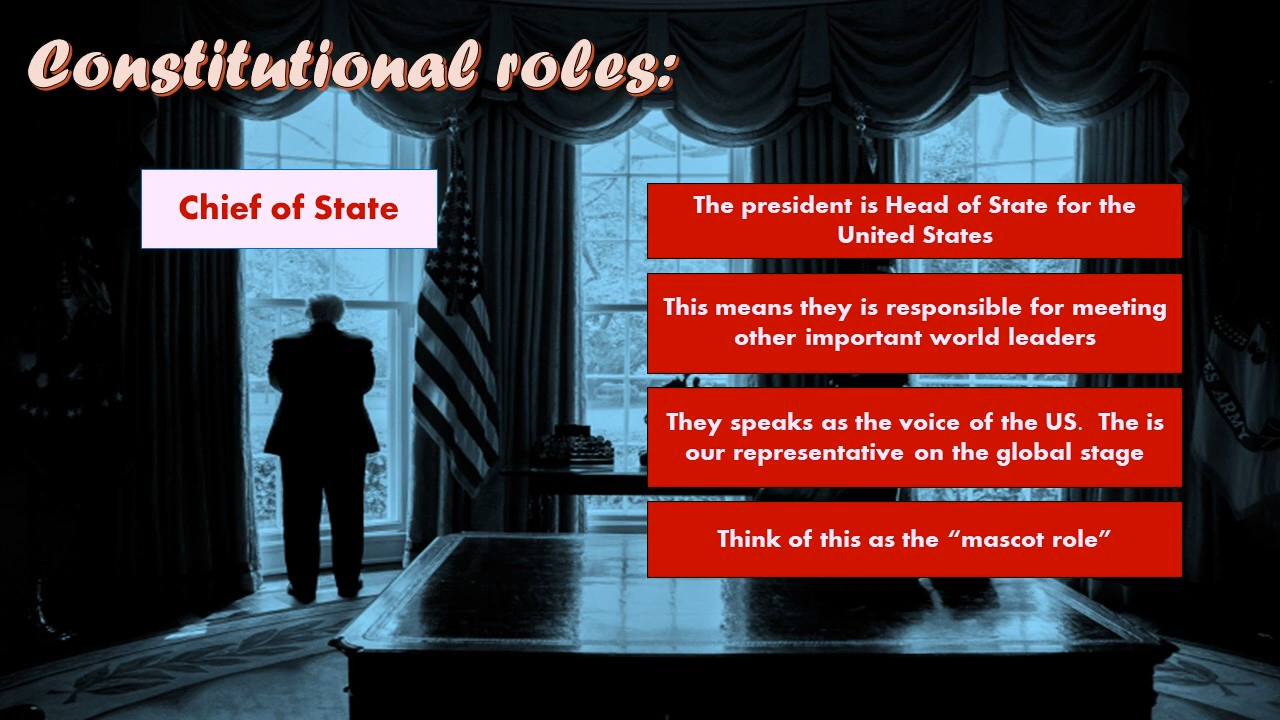 Constitutional roles:
Chief of State
The president is Head of State for the
United States
This means they is responsible for meeting
other important world leaders
They speaks as the voice of the US.  The is
our representative on the global stage
Think of this as the “mascot role”
ES ARMY